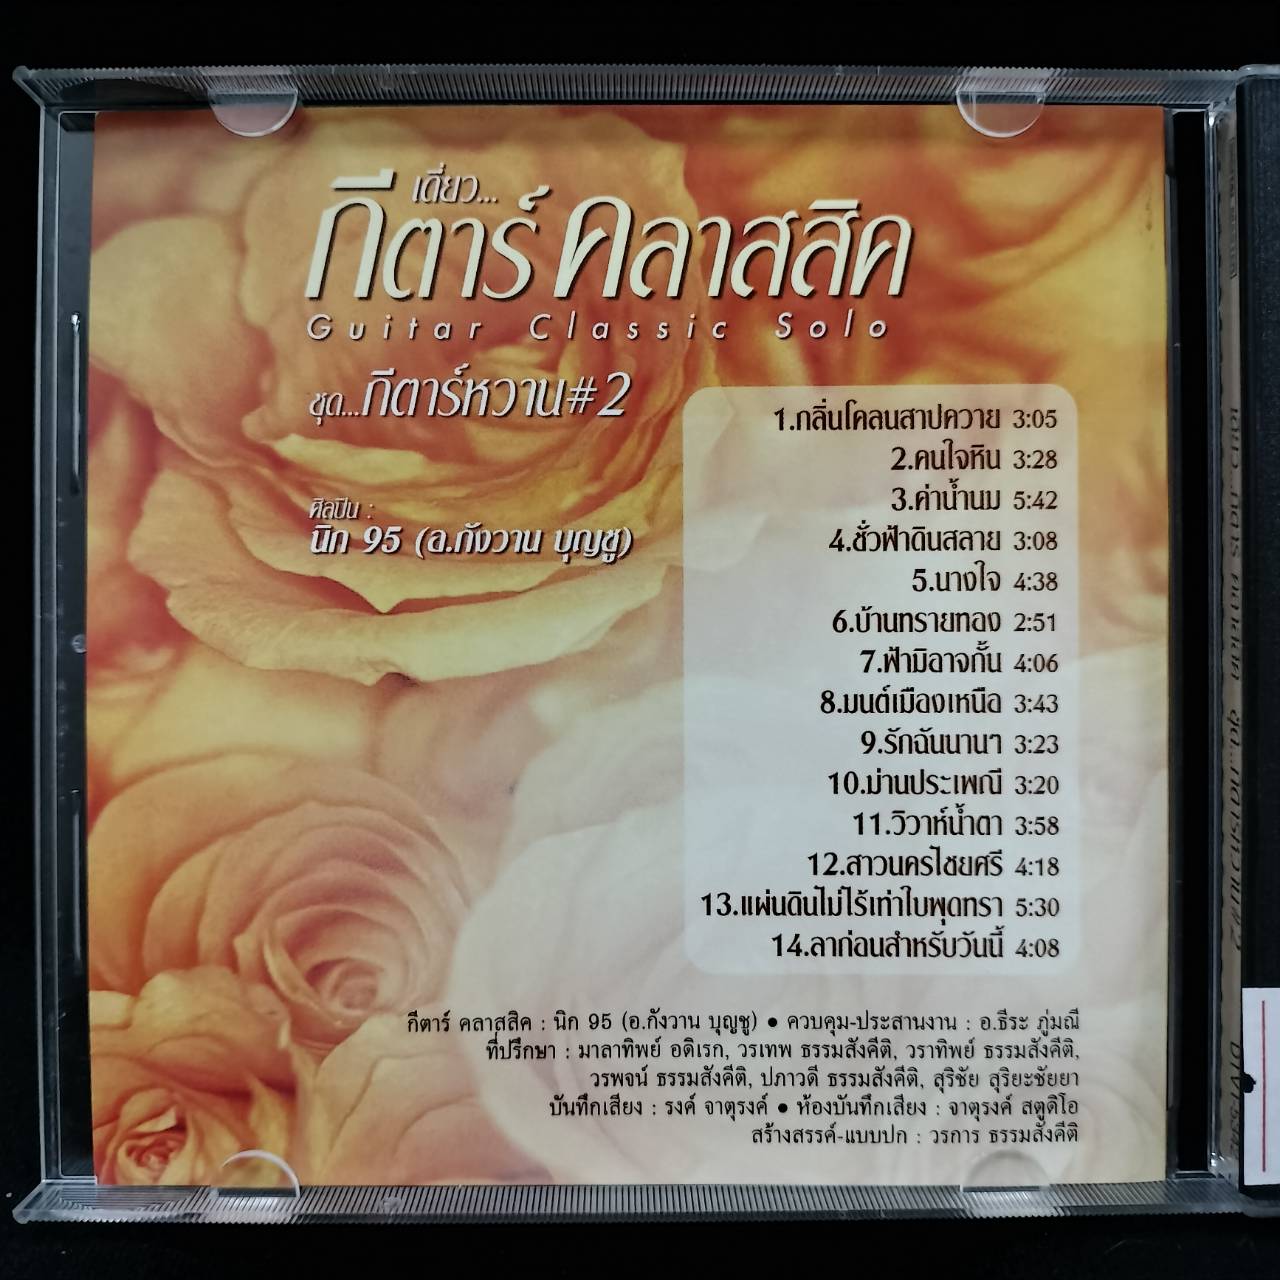 เดี่ยว...
กีตาร์ คลาสสิค
Guitar Classic Solo
ชุด...กีตาร์หวาน#2
ศิลปิน :
นิก 95 (อ.กังวาน บุญชู)
1.กลิ่นโคลนสาปควาย 3:05
2.คนใจหิน 3:28
3.ค่าน้ำนม 5:42
4.ชั่วฟ้าดินสลาย 3:08
5.นางใจ 4:38
6.บ้านทรายทอง 2:51
7.ฟ้ามิอาจกั้น 4:06
8.มนต์เมืองเหนือ 3:43
9.รักฉันนานา 3:23
10.ม่านประเพณี 3:20
11.วิวาห์น้ำตา 3:58
12.สาวนครไชยศรี 4:18
13.แผ่นดินไม่ไร้เท่าใบพุดทรา 5:30
14.ลาก่อนสำหรับวันนี้ 4:08
กีตาร์ คลาสสิค : นิก 95 (อ.กังวาน บุญชู) • ควบคุม-ประสานงาน : อ.ธีระ ภู่มณี
ที่ปรึกษา : มาลาทิพย์ อดิเรก, วรเทพ ธรรมสังคีติ, วราทิพย์ ธรรมสังคีติ,
วรพจน์ ธรรมสังคีติ, ปภาวดี ธรรมสังคีติ, สุริชัย สุริยะชัยยา
บันทึกเสียง : รงค์ จาตุรงค์ • ห้องบันทึกเสียง : จาตุรงค์ สตูดิโอ
สร้างสรรค์-แบบปก : วรการ ธรรมสังคีติ